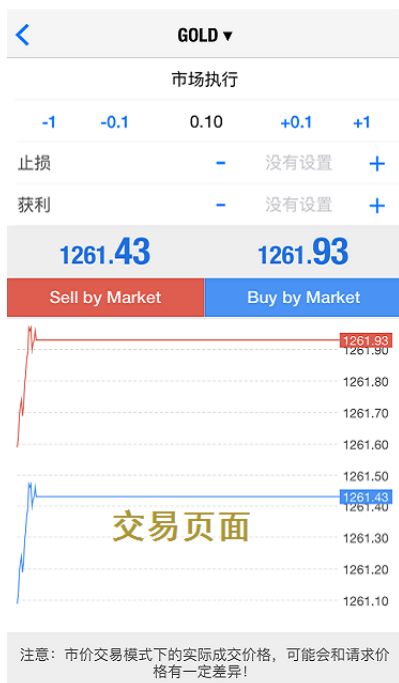 GOLD ▾
市场执行
-1 -0.1 0.10 +0.1 +1
止损 - 没有设置 +
获利 - 没有设置 +
1261.43 1261.93
Sell by Market Buy by Market
1261.93
1261.90
1261.80
1261.70
1261.60
1261.50
1261.43
1261.40
交易页面
1261.30
1261.20
1261.10
注意：市价交易模式下的实际成交价格，可能会和请求价
格有一定差异！